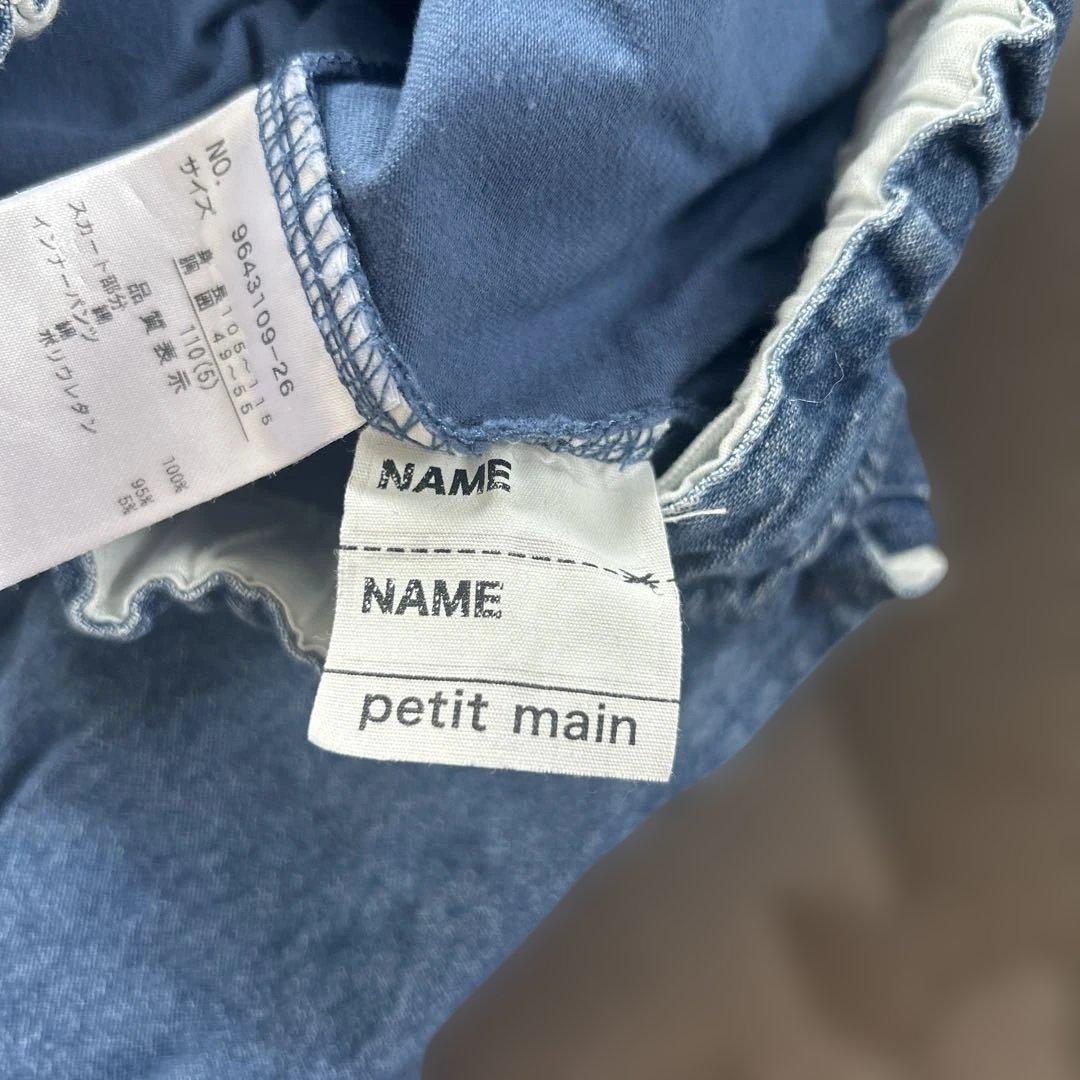 NO. 9643109-26
サイズ 身長 105~115
胴囲 49~55
110(5)
品質表示
スカート部分
綿 100%
インナーパンツ
綿 95%
ポリウレタン 5%
NAME
NAME
petit main